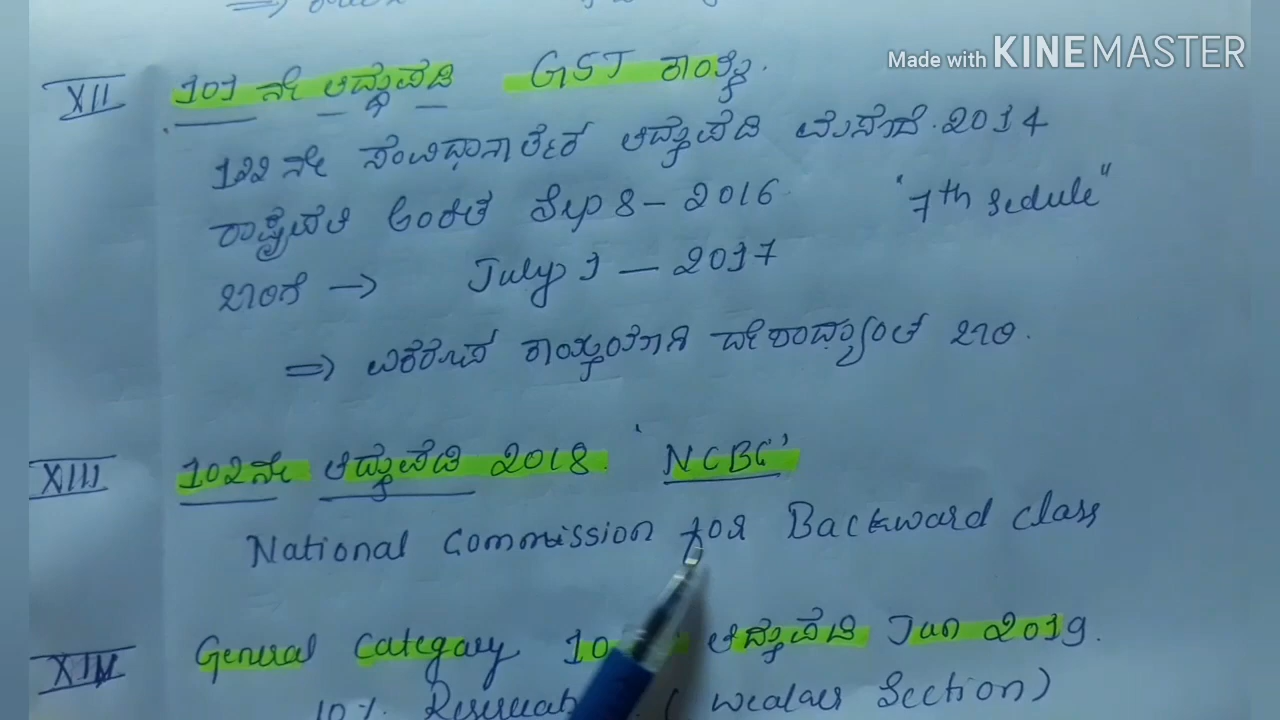 Made with KINEMASTER
XII 101 ನೇ ತಿದ್ದುಪಡಿ GST ಕಾಯ್ದೆ.
122 ನೇ ಸಂವಿಧಾನಾತ್ಮಕ ತಿದ್ದುಪಡಿ ಮಸೂದೆ. 2014
ರಾಷ್ಟ್ರಪತಿ ಅಂಕಿತ Sep 8 - 2016 "7th sedule"
ಜಾರಿಗೆ → July 1 - 2017
⇒ ಏಕರೂಪ ಕಾಯ್ದೆಯಾಗಿ ದೇಶಾದ್ಯಂತ ಜಾರಿ.
XIII 102ನೇ ತಿದ್ದುಪಡಿ 2018. 'NCBC'
National Commission for Backward Class
XIV General Category 10 ತಿದ್ದುಪಡಿ Jan 2019.
10% (Weaker Section)